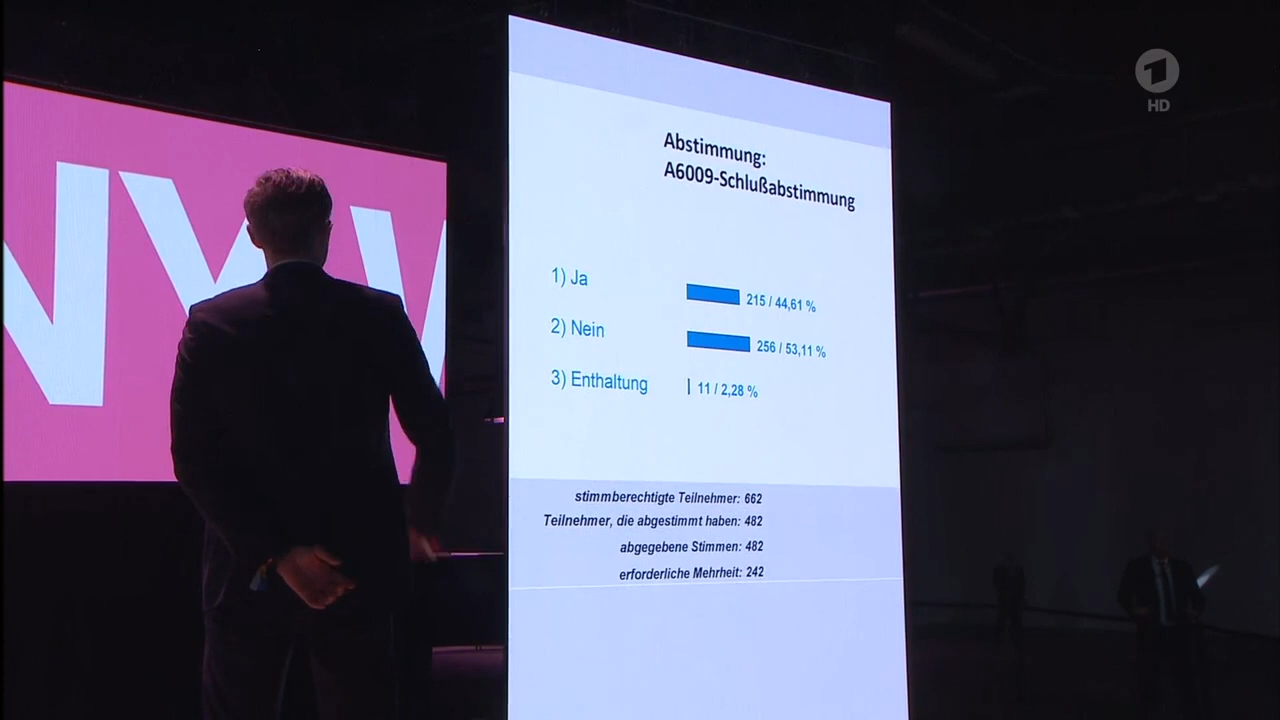 Abstimmung:
A6009-Schlußabstimmung
1) Ja
215 / 44,61 %
2) Nein
256 / 53,11 %
3) Enthaltung
11 / 2,28 %
stimmberechtigte Teilnehmer: 662
Teilnehmer, die abgestimmt haben: 482
abgegebene Stimmen: 482
erforderliche Mehrheit: 242
1
HD